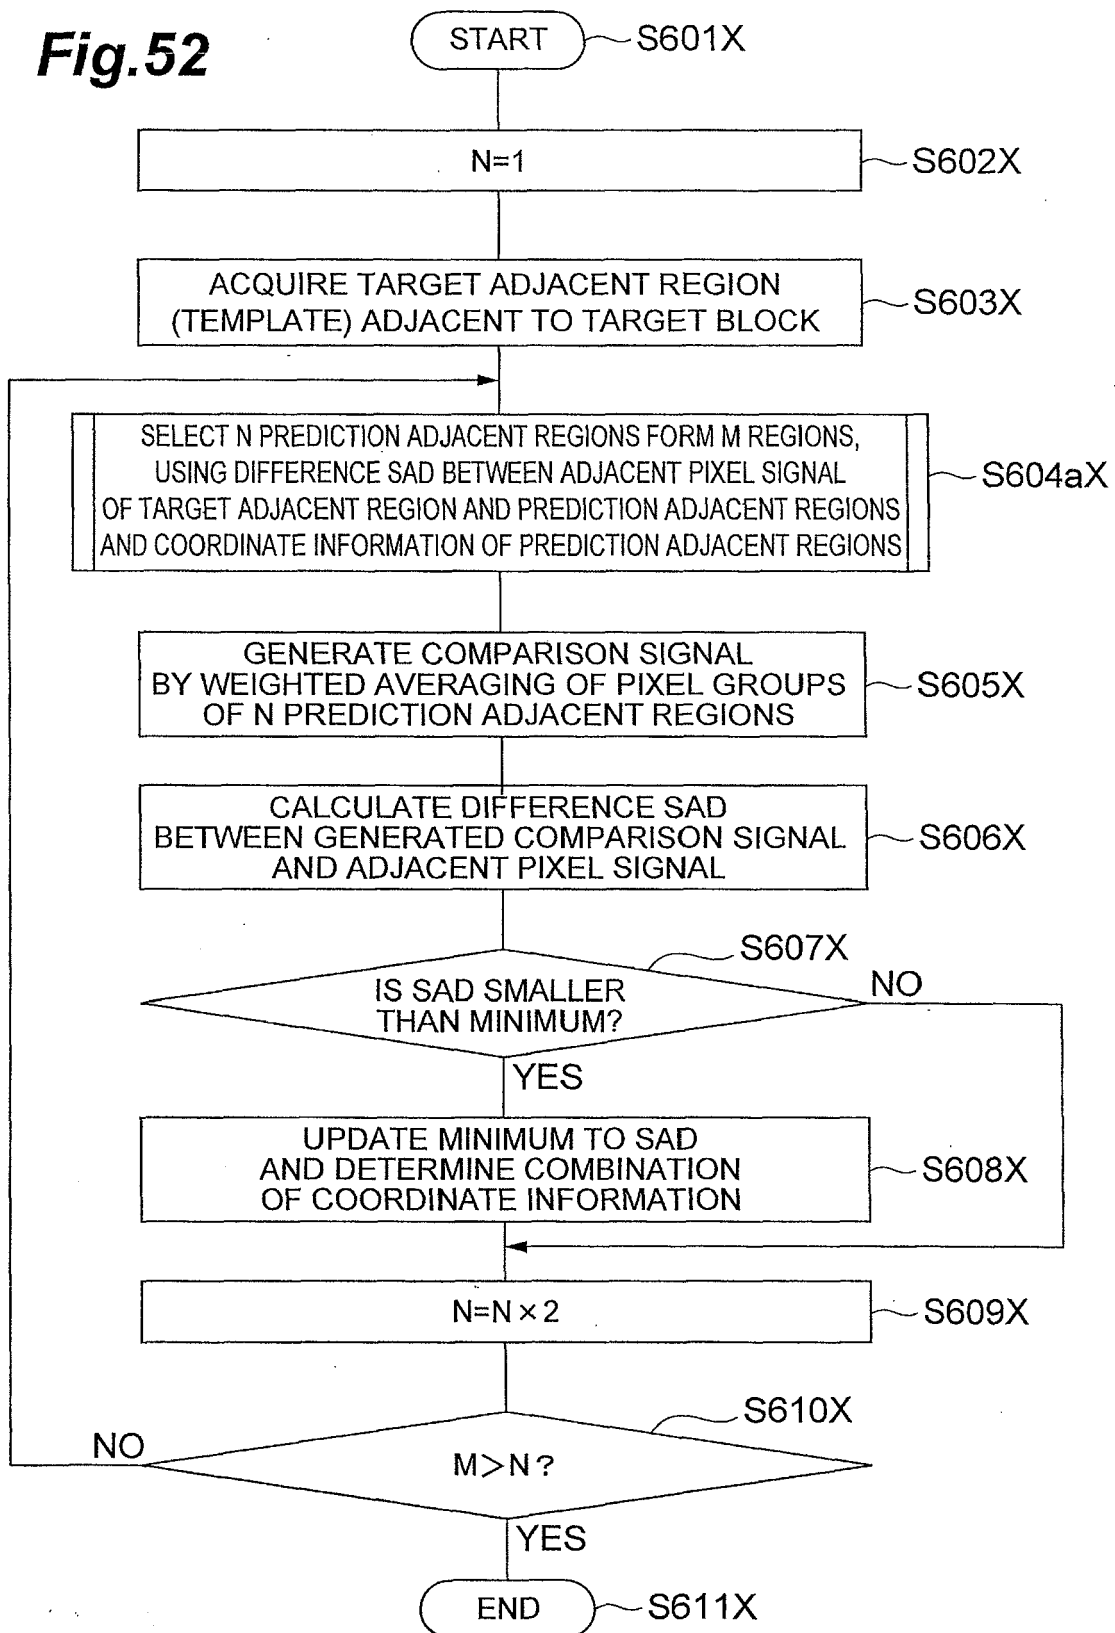 Fig.52
START
S601X
N=1
S602X
ACQUIRE TARGET ADJACENT REGION
(TEMPLATE) ADJACENT TO TARGET BLOCK
S603X
SELECT N PREDICTION ADJACENT REGIONS FORM M REGIONS,
USING DIFFERENCE SAD BETWEEN ADJACENT PIXEL SIGNAL
OF TARGET ADJACENT REGION AND PREDICTION ADJACENT REGIONS
AND COORDINATE INFORMATION OF PREDICTION ADJACENT REGIONS
S604aX
GENERATE COMPARISON SIGNAL
BY WEIGHTED AVERAGING OF PIXEL GROUPS
OF N PREDICTION ADJACENT REGIONS
S605X
CALCULATE DIFFERENCE SAD
BETWEEN GENERATED COMPARISON SIGNAL
AND ADJACENT PIXEL SIGNAL
S606X
S607X
IS SAD SMALLER
THAN MINIMUM?
NO
YES
UPDATE MINIMUM TO SAD
AND DETERMINE COMBINATION
OF COORDINATE INFORMATION
S608X
N=N×2
S609X
S610X
NO
M>N?
YES
END
S611X